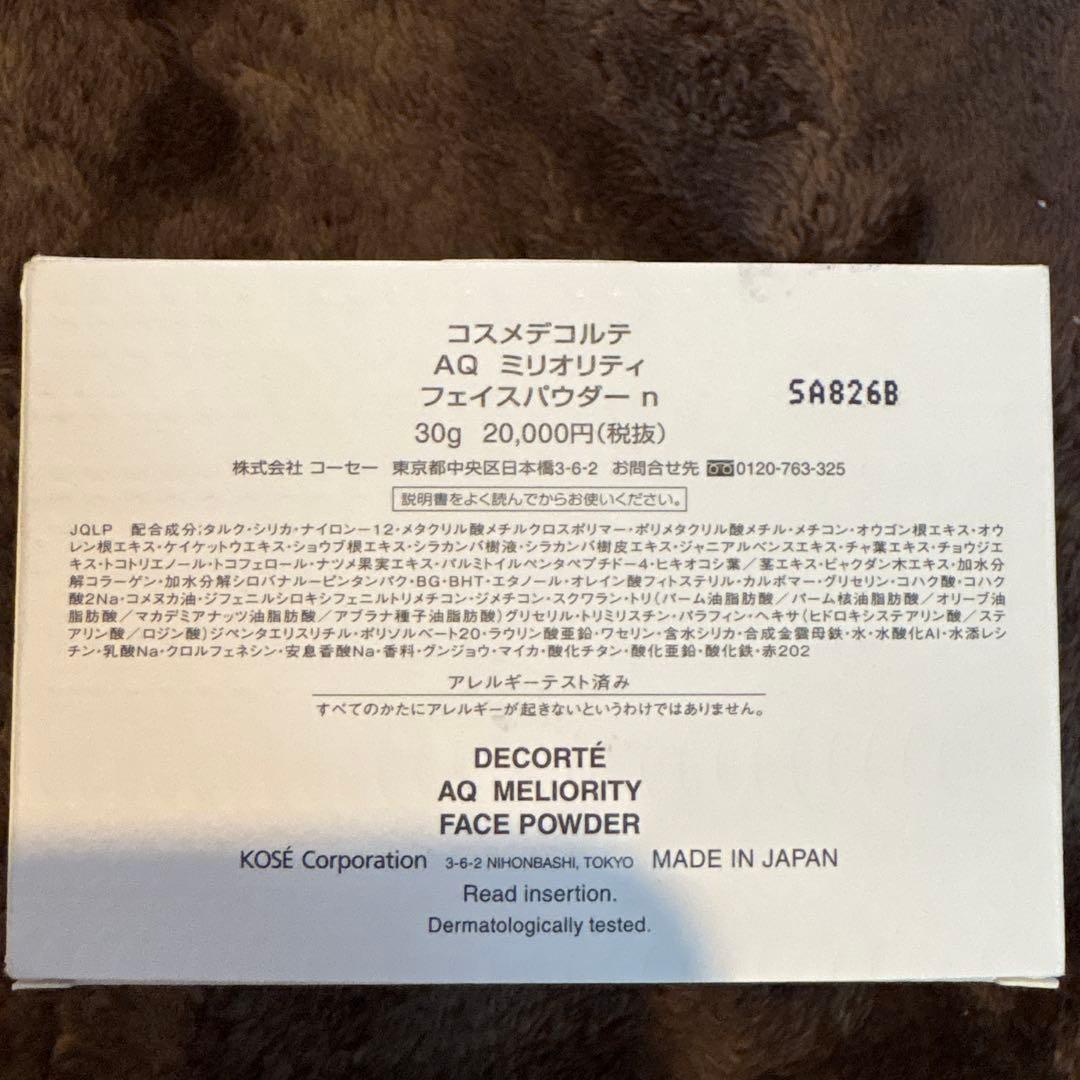 コスメデコルテ
AQ ミリオリティ
フェイスパウダー n
SA826B
30g 20,000円(税抜)
株式会社 コーセー 東京都中央区日本橋3-6-2 お問合せ先 0120-763-325
説明書をよく読んでからお使いください。
JQLP 配合成分;タルク・シリカ・ナイロン-12・メタクリル酸メチルクロスポリマー・ポリメタクリル酸メチル・メチコン・オウゴン根エキス・オウ
レン根エキス・ケイケットウエキス・ショウブ根エキス・シラカンバ樹液・シラカンバ樹皮エキス・ジャニアルベンスエキス・チャ葉エキス・チョウジエ
キス・トコトリエノール・トコフェロール・ナツメ果実エキス・パルミトイルペンタペプチド-4・ヒキオコシ葉/茎エキス・ビャクダン木エキス・加水分
解コラーゲン・加水分解シロバナルーピンタンパク・BG・BHT・エタノール・オレイン酸フィトステリル・カルボマー・グリセリン・コハク酸・コハク
酸2Na・コメヌカ油・ジフェニルシロキシフェニルトリメチコン・ジメチコン・スクワラン・トリ(パーム油脂肪酸/パーム核油脂肪酸/オリーブ油
脂肪酸/マカデミアナッツ油脂肪酸/アブラナ種子油脂肪酸)グリセリル・トリミリスチン・パラフィン・ヘキサ(ヒドロキシステアリン酸/ステ
アリン酸/ロジン酸)ジペンタエリスリチル・ポリソルベート20・ラウリン酸亜鉛・ワセリン・含水シリカ・合成金雲母鉄・水・水酸化Al・水添レシ
チン・乳酸Na・クロルフェネシン・安息香酸Na・香料・グンジョウ・マイカ・酸化チタン・酸化亜鉛・酸化鉄・赤202
アレルギーテスト済み
すべてのかたにアレルギーが起きないというわけではありません。
DECORTÉ
AQ MELIORITY
FACE POWDER
KOSÉ Corporation 3-6-2 NIHONBASHI, TOKYO MADE IN JAPAN
Read insertion.
Dermatologically tested.